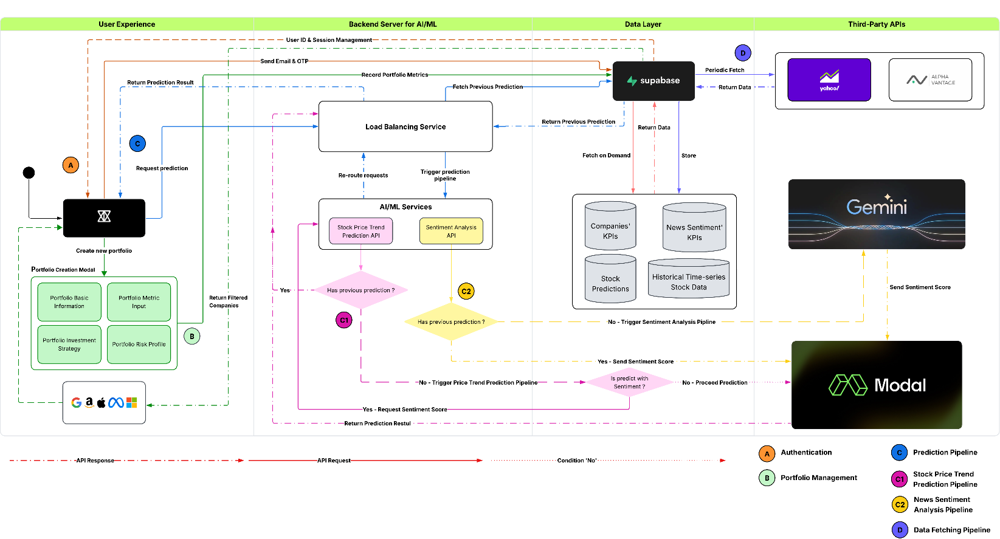 User Experience
Backend Server for AI/ML
Data Layer
Third-Party APIs
User ID & Session Management
D
Send Email & OTP
Periodic Fetch
yahoo!
ALPHA
VANTAGE
supabase
Record Portfolio Metrics
Return Prediction Result
Fetch Previous Prediction
Return Data
Load Balancing Service
Return Previous Prediction
Return Data
C
A
Request prediction
Fetch on Demand
Store
Re-route requests
Trigger prediction
pipeline
AI/ML Services
Stock Price Trend
Prediction API
Sentiment Analysis
API
Companies'
KPIs
News Sentiment'
KPIs
Gemini
Create new portfolio
Portfolio Creation Modal
Portfolio Basic
Information
Portfolio Metric
Input
Portfolio Investment
Strategy
Portfolio Risk Profile
Return Filtered
Companies
B
Yes
Has previous prediction ?
C2
C1
Has previous prediction ?
Stock
Predictions
Historical Time-series
Stock Data
Send Sentiment Score
No - Trigger Sentiment Analysis Pipline
Yes - Send Sentiment Score
No - Trigger Price Trend Prediction Pipeline
Is predict with
Sentiment ?
No - Proceed Prediction
Modal
Yes - Request Sentiment Score
Return Prediction Restul
API Response
API Request
Condition 'No'
A Authentication
B Portfolio Management
C Prediction Pipeline
C1 Stock Price Trend
Prediction Pipeline
C2 News Sentiment
Analysis Pipeline
D Data Fetching Pipeline